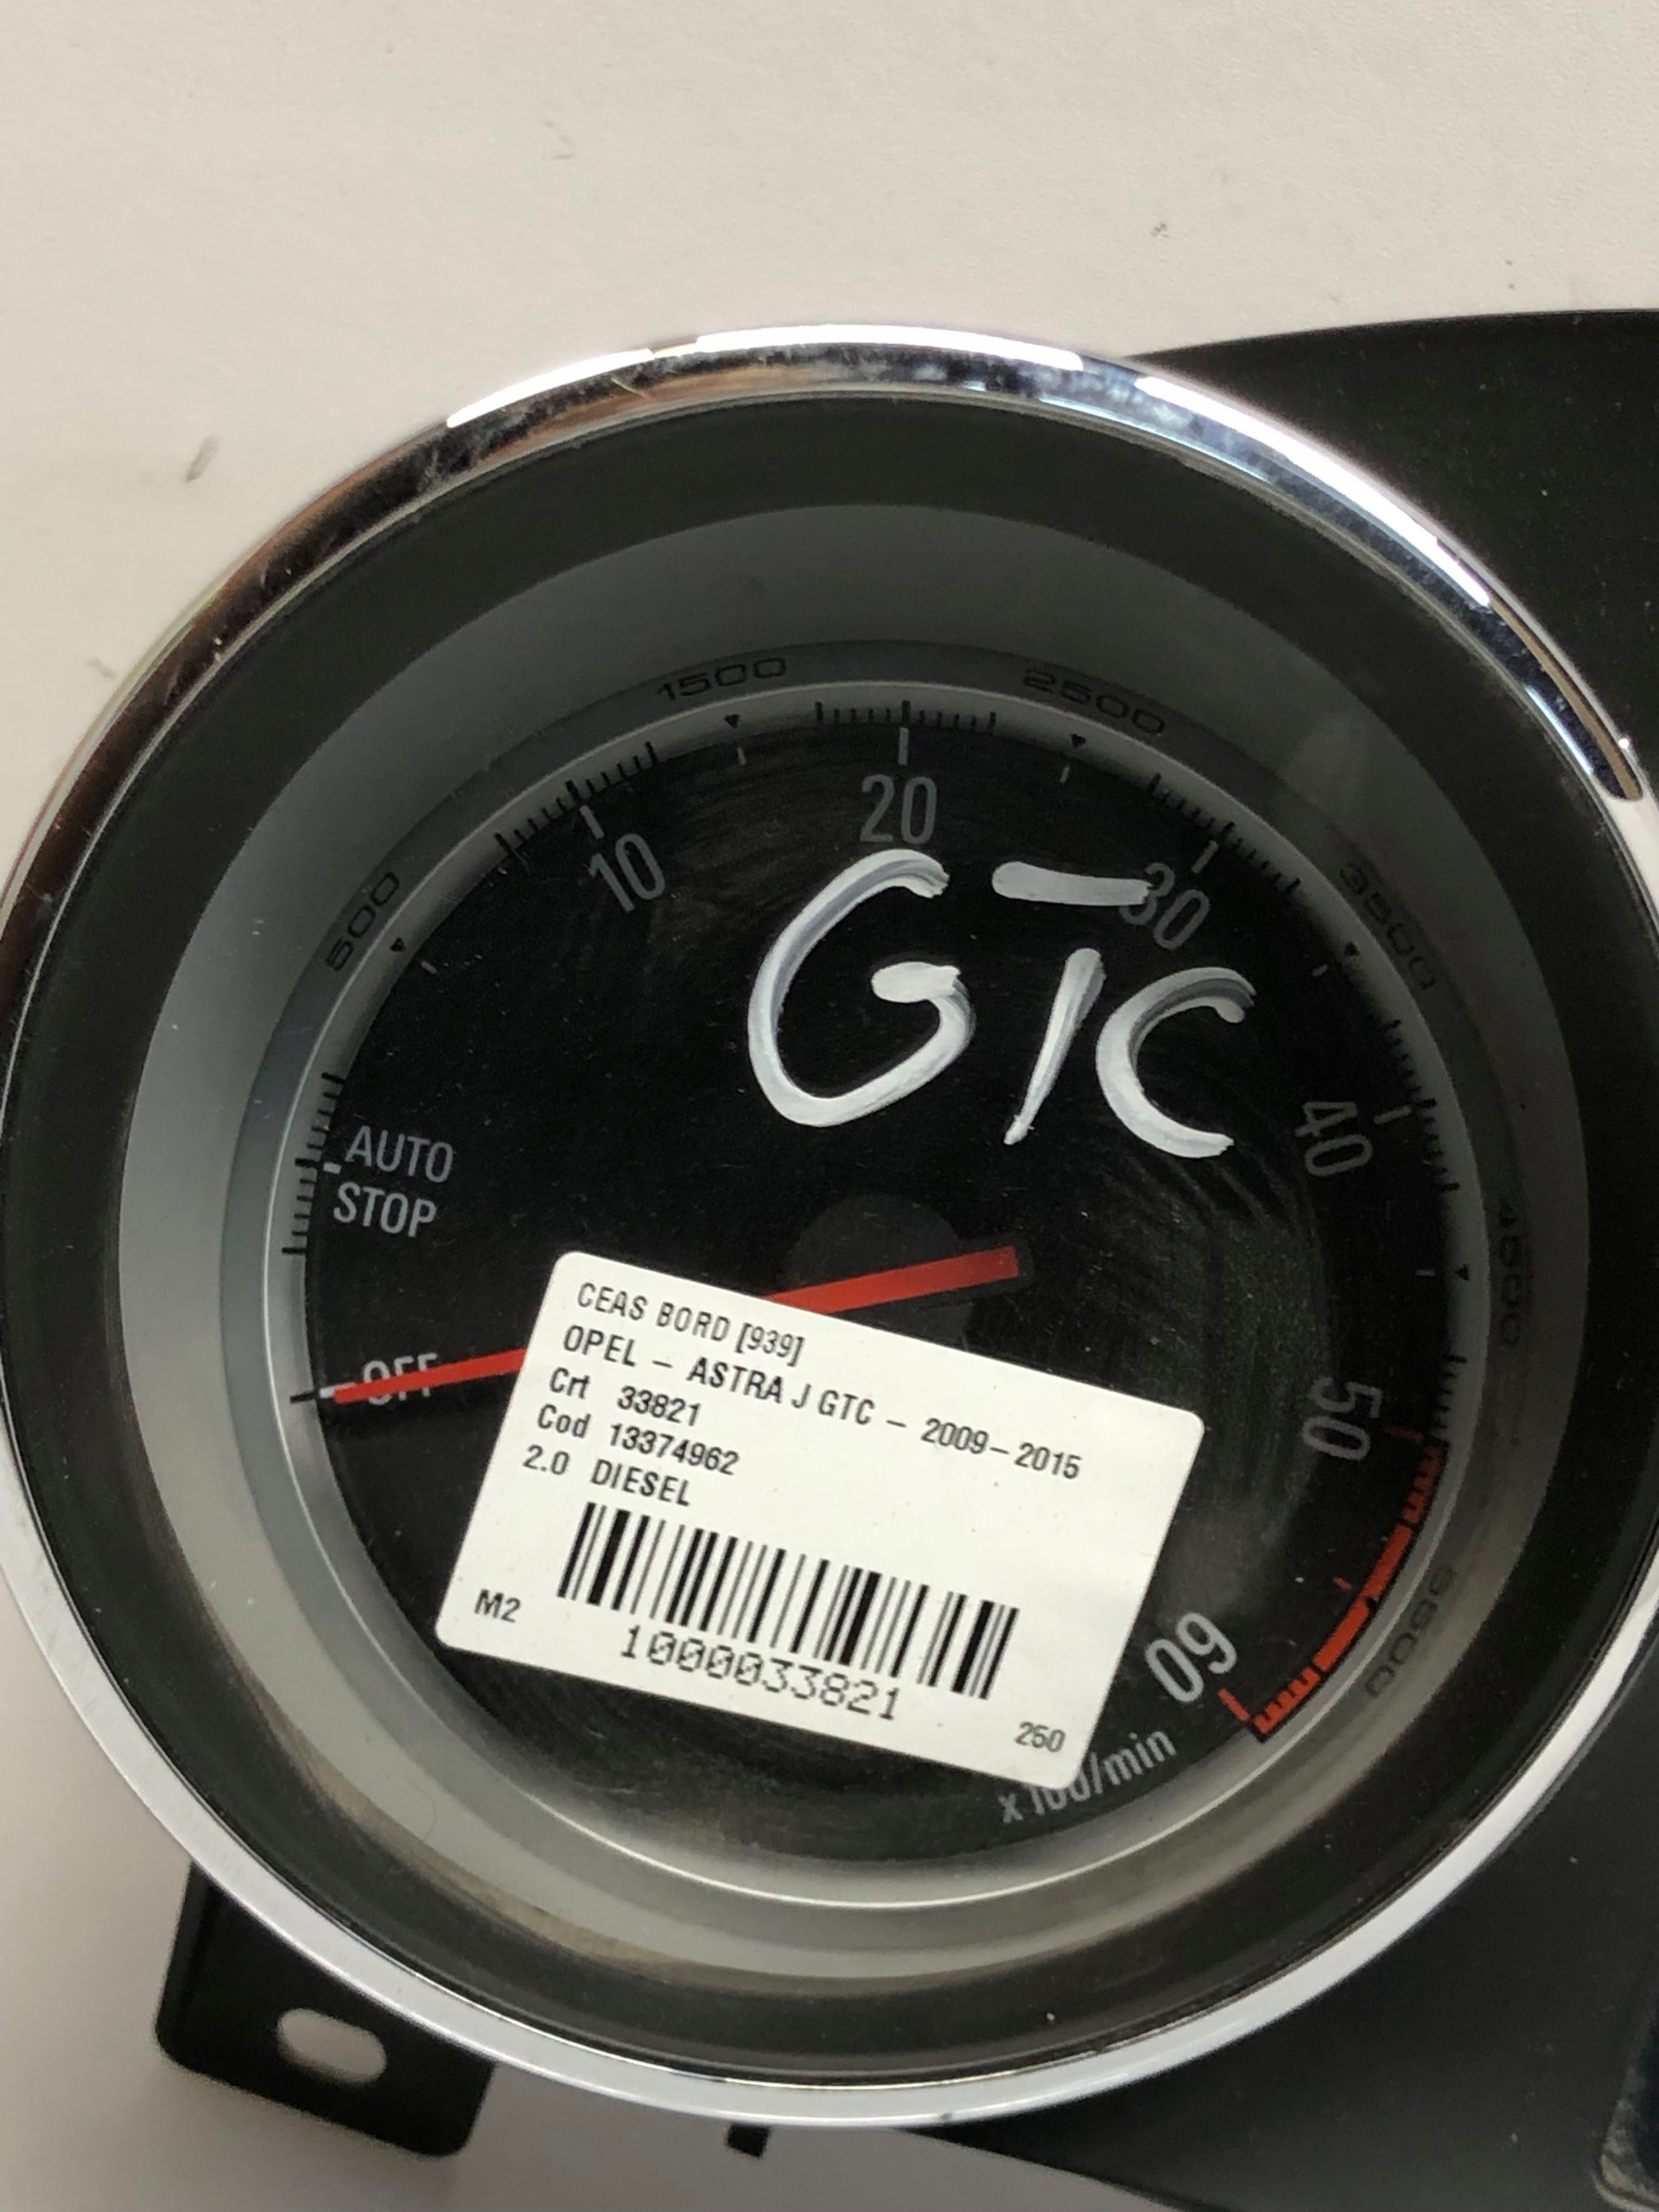 500
1500
2500
3500
4500
5500
10
20
30
40
50
60
GTC
AUTO
STOP
OFF
CEAS BORD [939]
OPEL - ASTRA J GTC - 2009-2015
Crt 33821
Cod 13374962
2.0 DIESEL
M2
1000033821
250
x 100/min